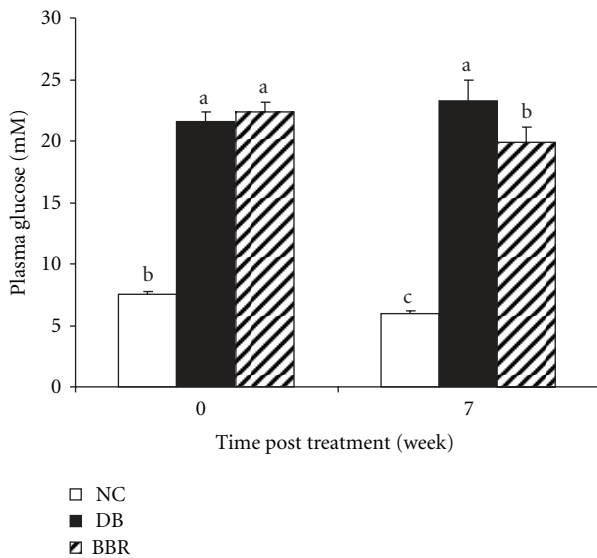 30
25
20
15
10
5
0
Plasma glucose (mM)
b
a
a
c
a
b
0
7
Time post treatment (week)
NC
DB
BBR